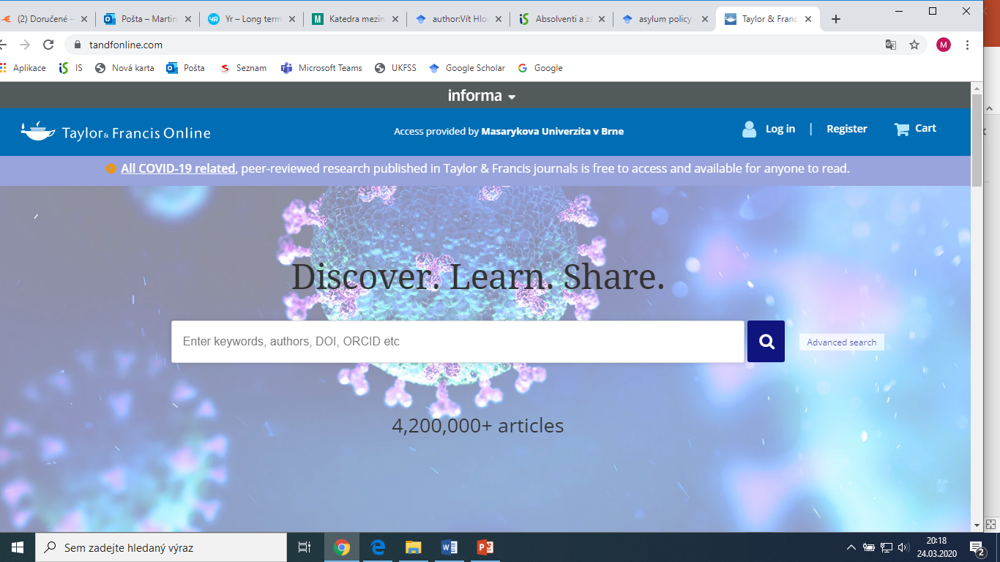 (2) Doručené –
Pošta – Martin
Yr – Long term
Katedra mezin
author:Vít Hlou
Absolventi a zá
asylum policy
Taylor & Franc
tandfonline.com
M
Aplikace
IS
Nová karta
Pošta
Seznam
Microsoft Teams
UKFSS
Google Scholar
Google
informa
Taylor & Francis Online
Access provided by Masarykova Univerzita v Brne
Log in
Register
Cart
All COVID-19 related, peer-reviewed research published in Taylor & Francis journals is free to access and available for anyone to read.
Discover. Learn. Share.
Enter keywords, authors, DOI, ORCID etc
Advanced search
4,200,000+ articles
Sem zadejte hledaný výraz
20:18
24.03.2020
2